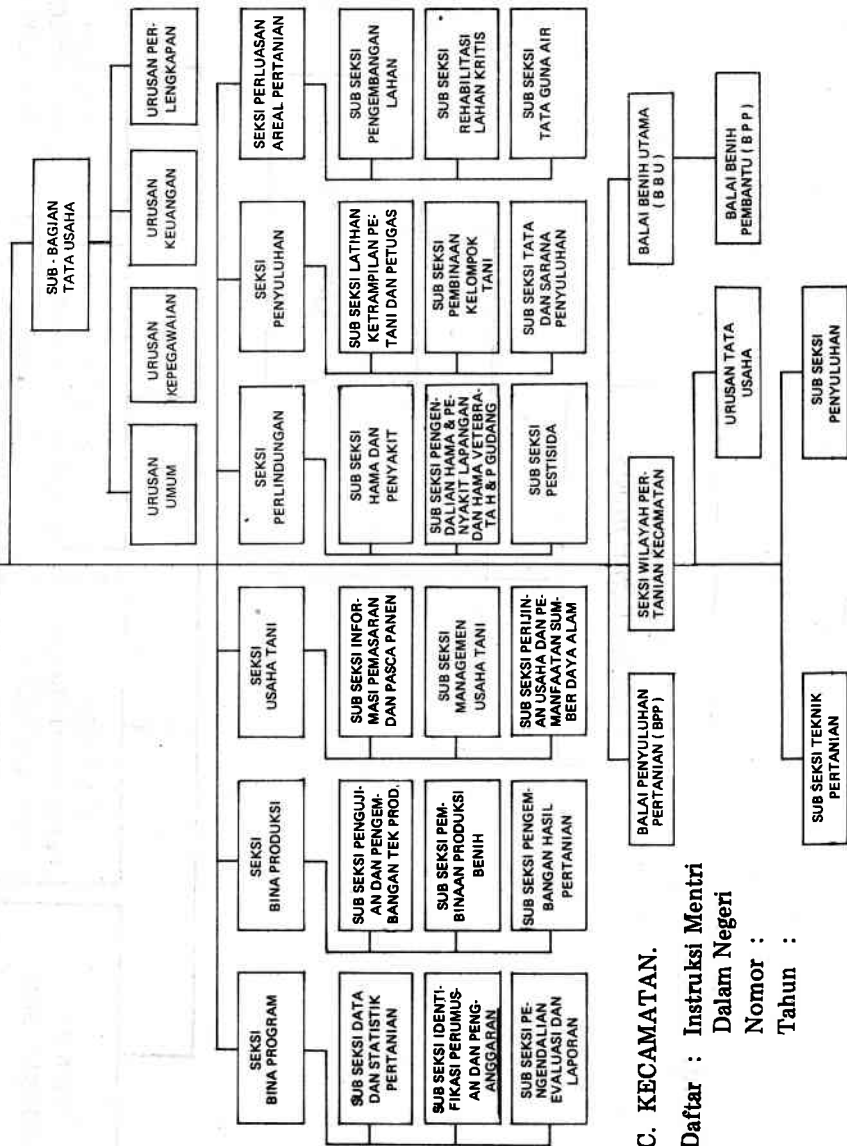 SUB - BAGIAN
TATA USAHA
URUSAN
UMUM
URUSAN
KEPEGAWAIAN
URUSAN
KEUANGAN
URUSAN PER-
LENGKAPAN
SEKSI
BINA PROGRAM
SEKSI
BINA PRODUKSI
SEKSI
USAHA TANI
SEKSI
PERLINDUNGAN
SEKSI
PENYULUHAN
SEKSI PERLUASAN
AREAL PERTANIAN
SUB SEKSI DATA
DAN STATISTIK
PERTANIAN
SUB SEKSI IDENTI-
FIKASI PERUMUS-
AN DAN PENG-
ANGGARAN
SUB SEKSI PE-
NGENDALIAN
EVALUASI DAN
LAPORAN
SUB SEKSI PENGUJI-
AN DAN PENGEM-
BANGAN TEK PROD.
SUB SEKSI PEM-
BINAAN PRODUKSI
BENIH
SUB SEKSI PENGEM-
BANGAN HASIL
PERTANIAN
SUB SEKSI INFOR-
MASI PEMASARAN
DAN PASCA PANEN
SUB SEKSI
MANAGEMEN
USAHA TANI
SUB SEKSI PERIJIN-
AN USAHA DAN PE-
MANFAATAN SUM-
BER DAYA ALAM
SUB SEKSI
HAMA DAN
PENYAKIT
SUB SEKSI PENGEN-
DALIAN HAMA & PE-
NYAKIT LAPANGAN
DAN HAMA VETEBRA-
TA H & P GUDANG
SUB SEKSI
PESTISIDA
SUB SEKSI LATIHAN
KETRAMPILAN PE-
TANI DAN PETUGAS
SUB SEKSI
PEMBINAAN
KELOMPOK
TANI
SUB SEKSI TATA
DAN SARANA
PENYULUHAN
SUB SEKSI
PENGEMBANGAN
LAHAN
SUB SEKSI
REHABILITASI
LAHAN KRITIS
SUB SEKSI
TATA GUNA AIR
BALAI PENYULUHAN
PERTANIAN ( BPP )
SEKSI WILAYAH PER-
TANIAN KECAMATAN
BALAI BENIH UTAMA
( B B U )
BALAI BENIH
PEMBANTU ( B P P )
URUSAN TATA
USAHA
SUB SEKSI TEKNIK
PERTANIAN
SUB SEKSI
PENYULUHAN
C. KECAMATAN.
Daftar : Instruksi Mentri
Dalam Negeri
Nomor :
Tahun :